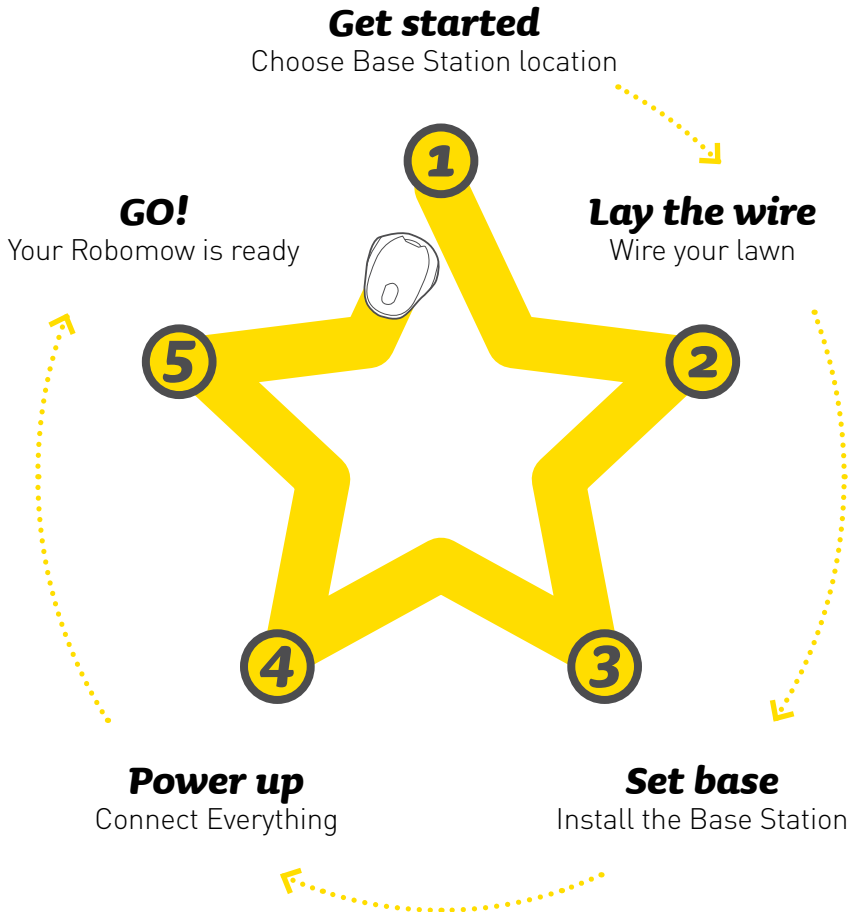 Get started
Choose Base Station location
1
GO!
Your Robomow is ready
Lay the wire
Wire your lawn
5
2
4
3
Power up
Connect Everything
Set base
Install the Base Station